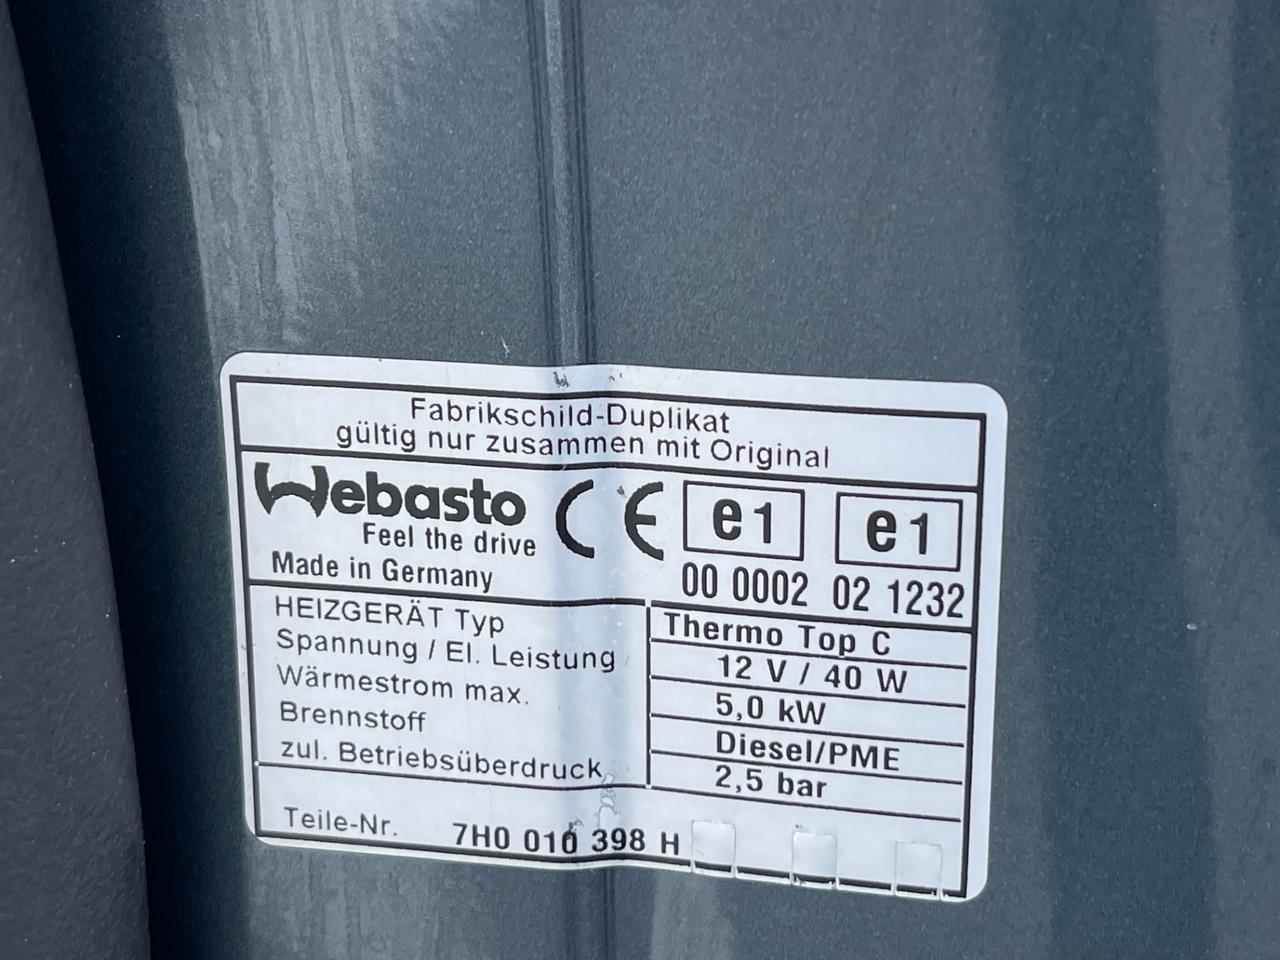 Fabrikschild-Duplikat
gültig nur zusammen mit Original
Webasto CE e1 e1
Feel the drive
Made in Germany 00 0002 02 1232
HEIZGERÄT Typ Thermo Top C
Spannung / El. Leistung 12 V / 40 W
Wärmestrom max. 5,0 kW
Brennstoff Diesel/PME
zul. Betriebsüberdruck 2,5 bar
Teile-Nr. 7H0 010 398 H